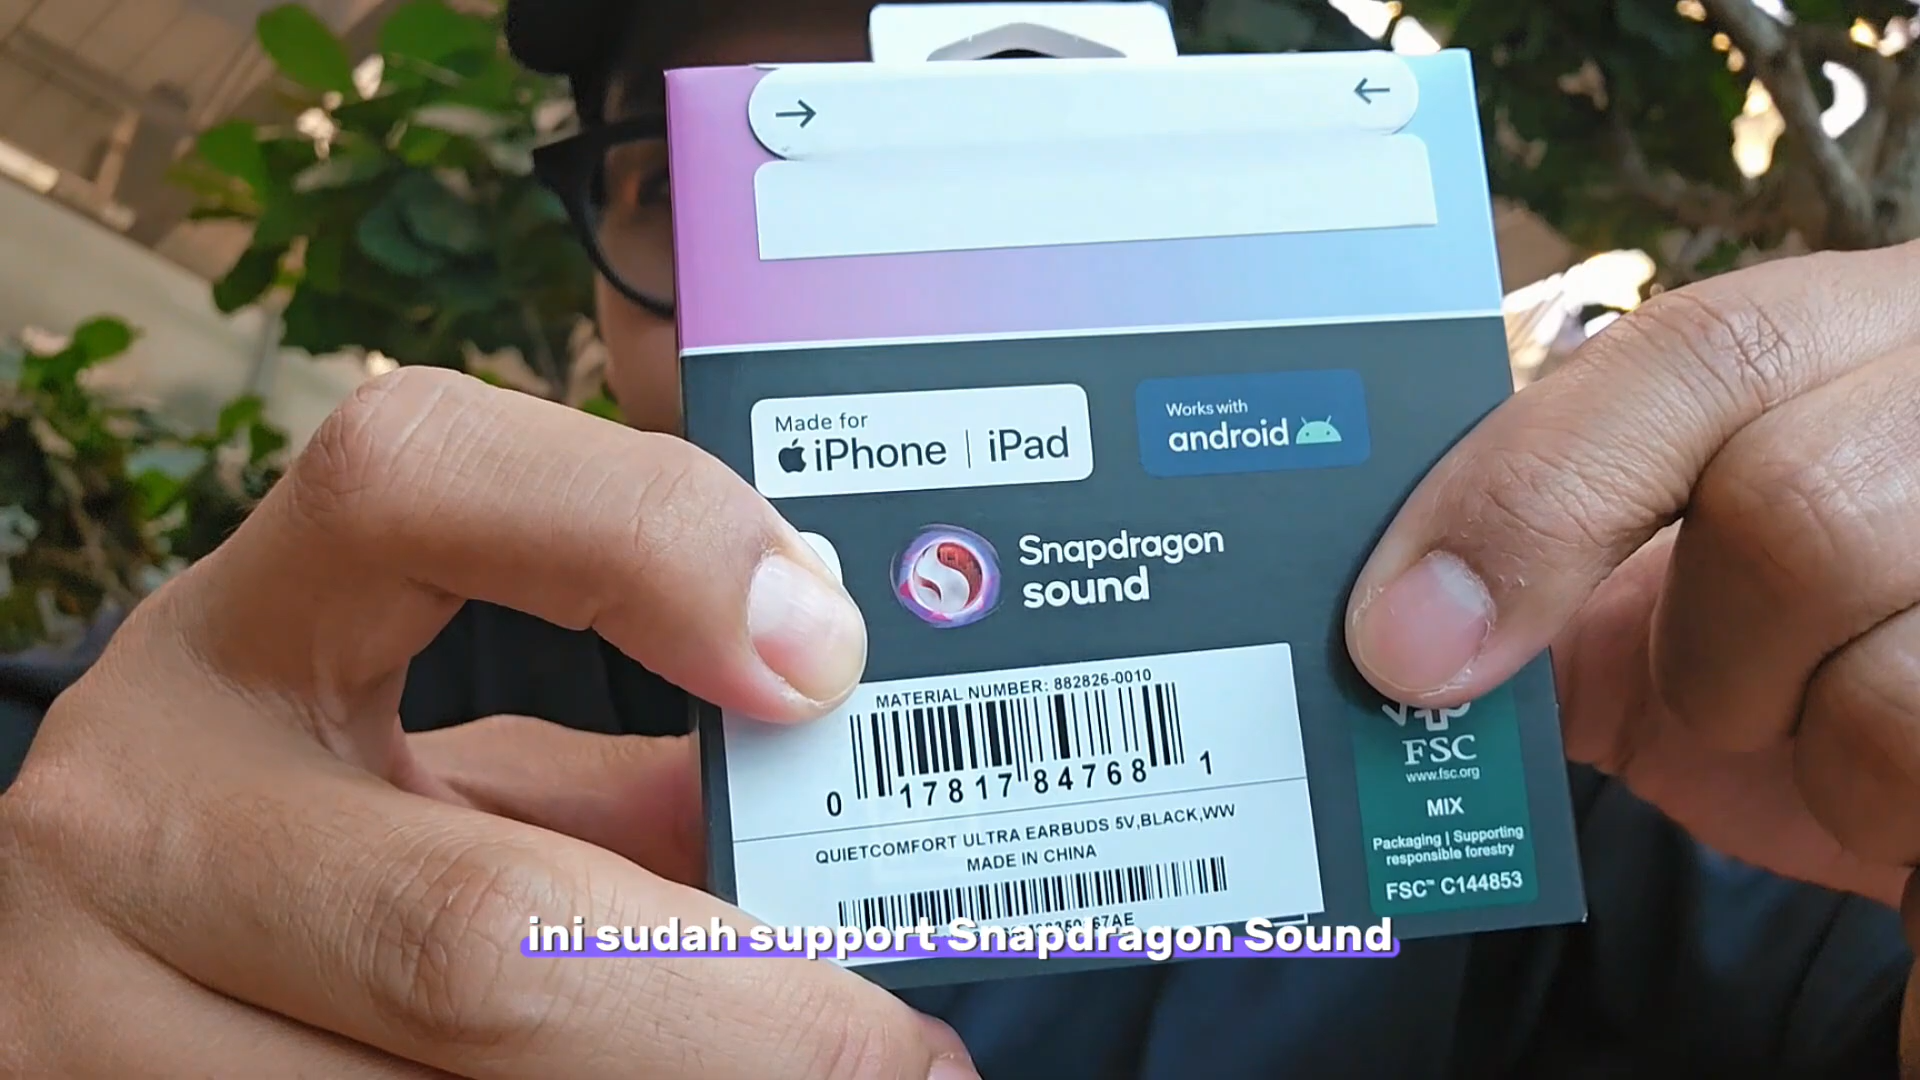 Made for
iPhone | iPad
Works with
android
Snapdragon
sound
MATERIAL NUMBER: 882826-0010
0 17817 84768 1
QUIETCOMFORT ULTRA EARBUDS 5V,BLACK,WW
MADE IN CHINA
FSC
www.fsc.org
MIX
Packaging | Supporting
responsible forestry
FSC™ C144853
ini sudah support Snapdragon Sound